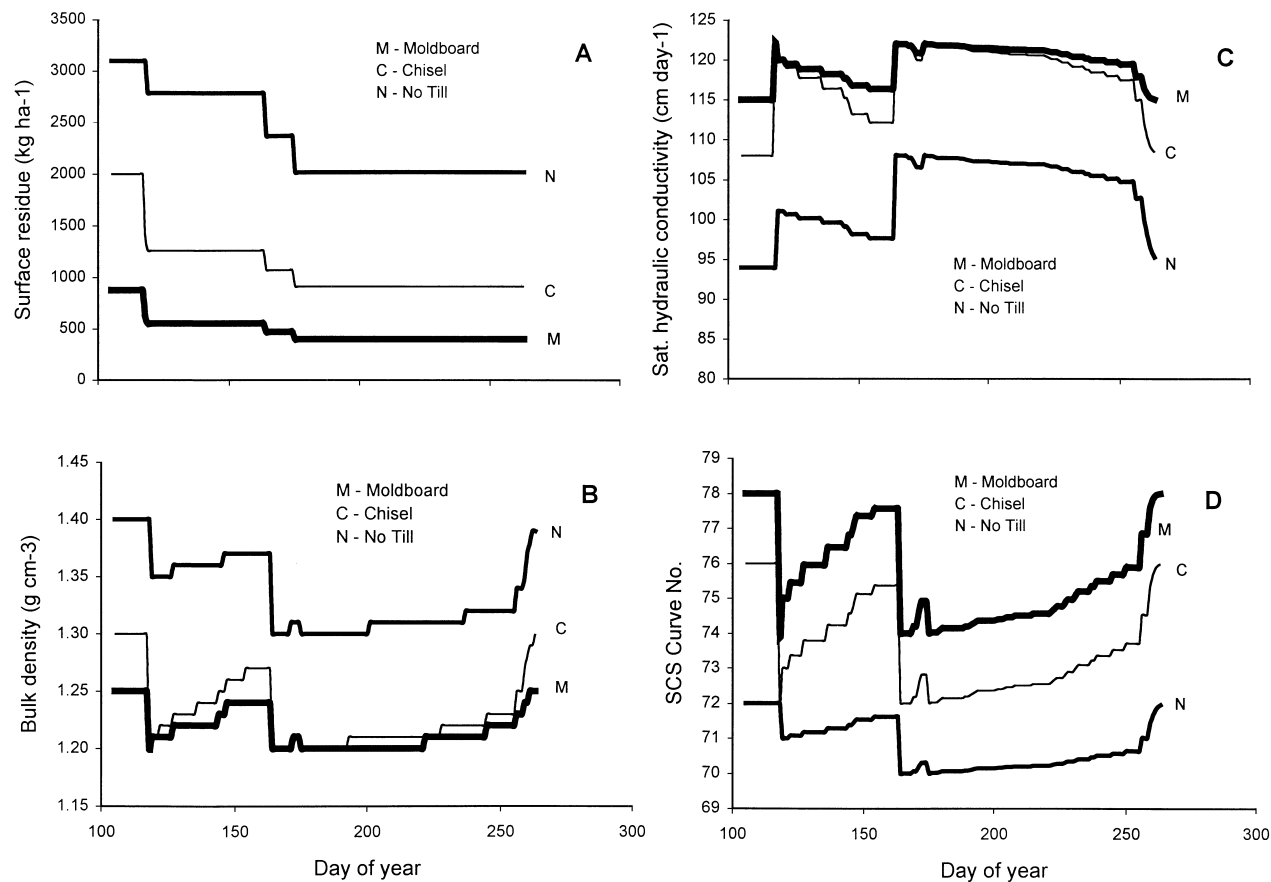 A
M - Moldboard
C - Chisel
N - No Till
3500
3000
2500
2000
1500
1000
500
0
Surface residue (kg ha-1)
N
C
M
C
125
120
115
110
105
100
95
90
85
80
Sat. hydraulic conductivity (cm day-1)
M
C
N
M - Moldboard
C - Chisel
N - No Till
B
M - Moldboard
C - Chisel
N - No Till
1.45
1.40
1.35
1.30
1.25
1.20
1.15
Bulk density (g cm-3)
N
C
M
100 150 200 250 300
Day of year
D
M - Moldboard
C - Chisel
N - No Till
79
78
77
76
75
74
73
72
71
70
69
SCS Curve No.
M
C
N
100 150 200 250 300
Day of year